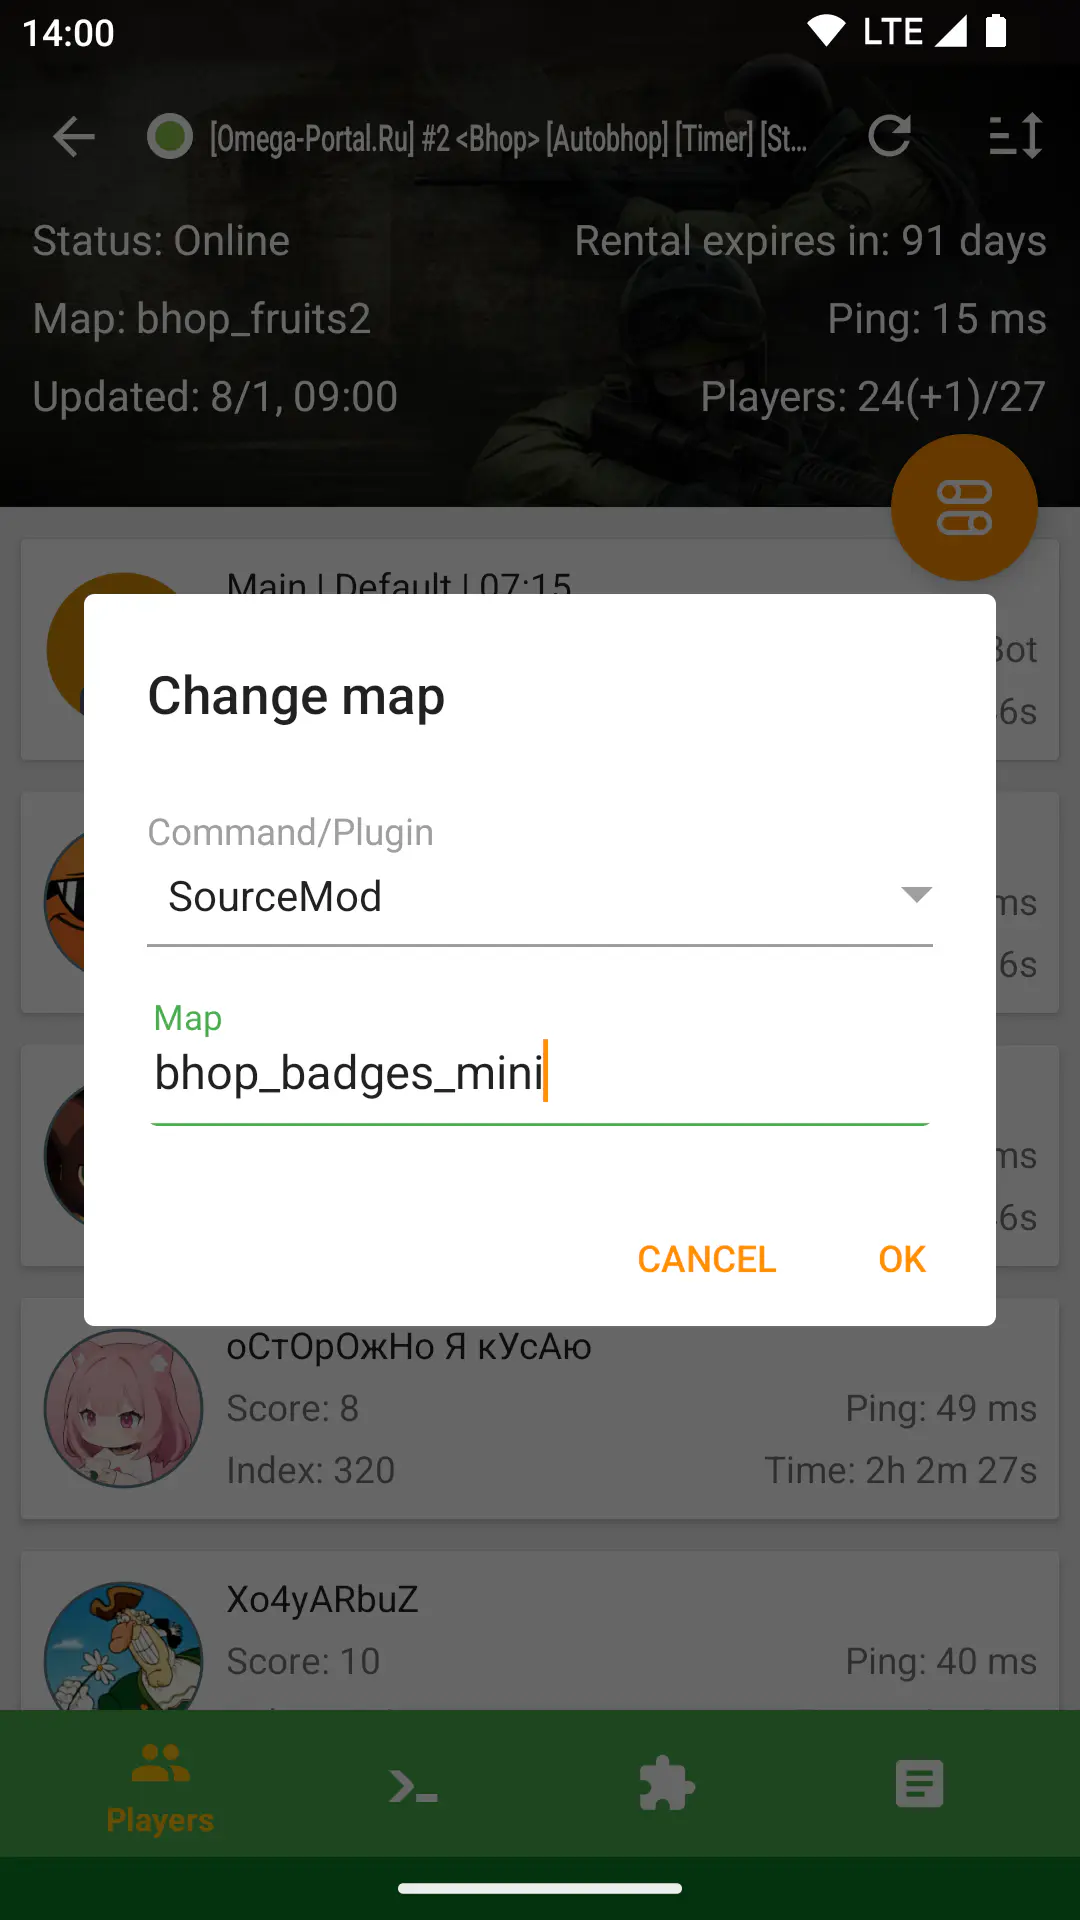 14:00
LTE
[Omega-Portal.Ru] #2 <Bhop> [Autobhop] [Timer] [St...
Status: Online
Rental expires in: 91 days
Map: bhop_fruits2
Ping: 15 ms
Updated: 8/1, 09:00
Players: 24(+1)/27
Main | Default | 07:15
Bot
6s
Change map
Command/Plugin
SourceMod
ms
6s
Map
bhop_badges_mini
ms
6s
CANCEL
OK
оСтОрОжНо Я кУсАю
Score: 8
Ping: 49 ms
Index: 320
Time: 2h 2m 27s
Xo4yARbuZ
Score: 10
Ping: 40 ms
Players